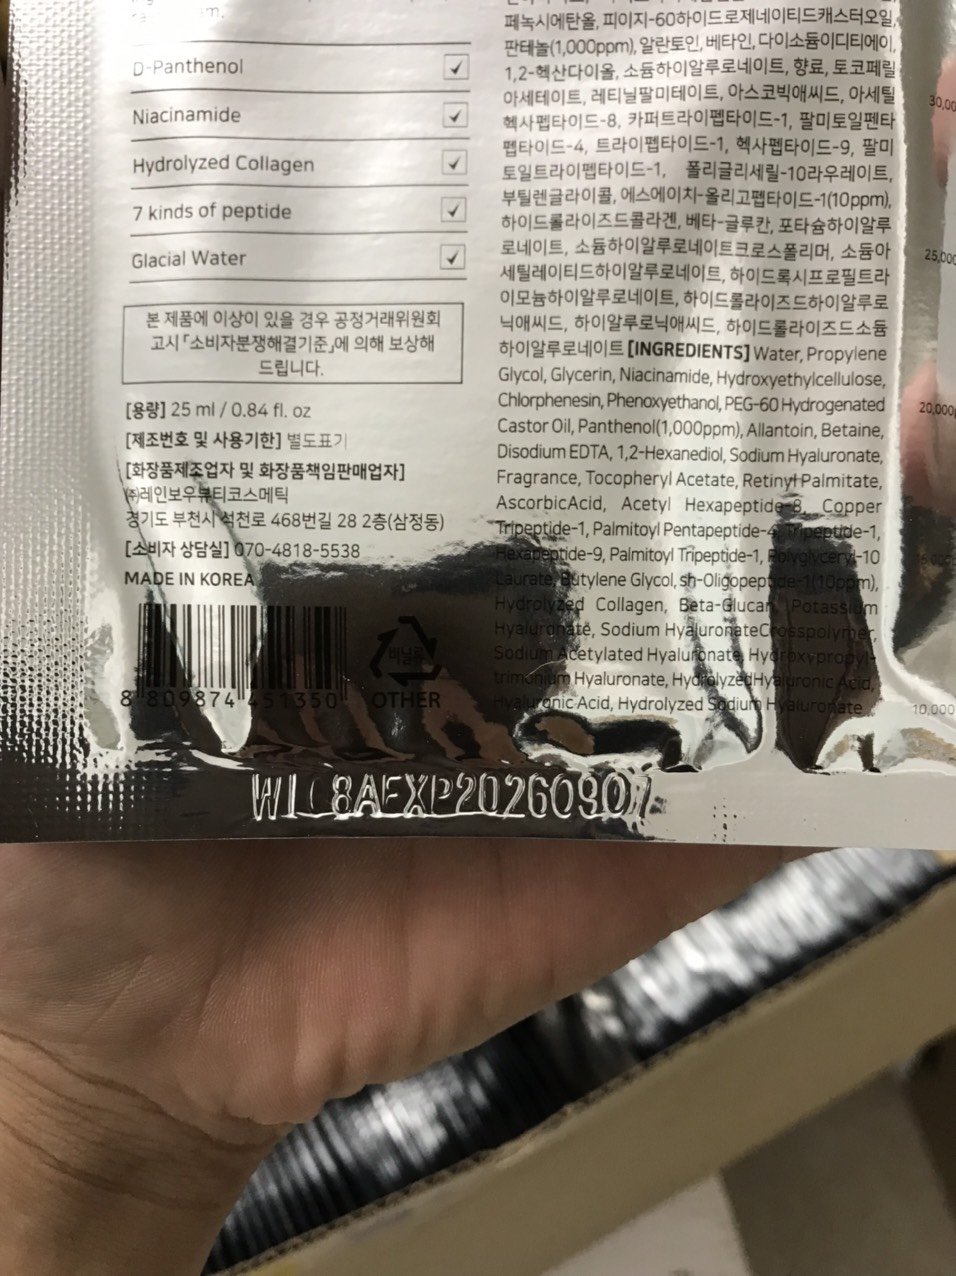 D-Panthenol
Niacinamide
Hydrolyzed Collagen
7 kinds of peptide
Glacial Water
본 제품에 이상이 있을 경우 공정거래위원회
고시 「소비자분쟁해결기준」에 의해 보상해
드립니다.
[용량] 25 ml / 0.84 fl. oz
[제조번호 및 사용기한] 별도표기
[화장품제조업자 및 화장품책임판매업자]
㈜레인보우뷰티코스메틱
경기도 부천시 석천로 468번길 28 2층(삼정동)
[소비자 상담실] 070-4818-5538
MADE IN KOREA
8 809874 451350
비닐류
OTHER
페녹시에탄올, 피이지-60하이드로제네이티드캐스터오일,
판테놀(1,000ppm), 알란토인, 베타인, 다이소듐이디티에이,
1,2-헥산다이올, 소듐하이알루로네이트, 향료, 토코페릴
아세테이트, 레티닐팔미테이트, 아스코빅애씨드, 아세틸
헥사펩타이드-8, 카퍼트라이펩타이드-1, 팔미토일펜타
펩타이드-4, 트라이펩타이드-1, 헥사펩타이드-9, 팔미
토일트라이펩타이드-1, 폴리글리세릴-10라우레이트,
부틸렌글라이콜, 에스에이치-올리고펩타이드-1(10ppm),
하이드롤라이즈드콜라겐, 베타-글루칸, 포타슘하이알루
로네이트, 소듐하이알루로네이트크로스폴리머, 소듐아
세틸레이티드하이알루로네이트, 하이드록시프로필트라
이모늄하이알루로네이트, 하이드롤라이즈드하이알루로
닉애씨드, 하이알루로닉애씨드, 하이드롤라이즈드소듐
하이알루로네이트 [INGREDIENTS] Water, Propylene
Glycol, Glycerin, Niacinamide, Hydroxyethylcellulose,
Chlorphenesin, Phenoxyethanol, PEG-60 Hydrogenated
Castor Oil, Panthenol(1,000ppm), Allantoin, Betaine,
Disodium EDTA, 1,2-Hexanediol, Sodium Hyaluronate,
Fragrance, Tocopheryl Acetate, Retinyl Palmitate,
AscorbicAcid, Acetyl Hexapeptide-8, Copper
Tripeptide-1, Palmitoyl Pentapeptide-4, Tripeptide-1,
Hexapeptide-9, Palmitoyl Tripeptide-1, Polyglyceryl-10
Laurate, Butylene Glycol, sh-Oligopeptide-1(10ppm),
Hydrolyzed Collagen, Beta-Glucan, Potassium
Hyaluronate, Sodium HyaluronateCrosspolymer,
Sodium Acetylated Hyaluronate, Hydroxypropyl-
trimonium Hyaluronate, HydrolyzedHyaluronic Acid,
Hyaluronic Acid, Hydrolyzed Sodium Hyaluronate
EXP20260907
10,000